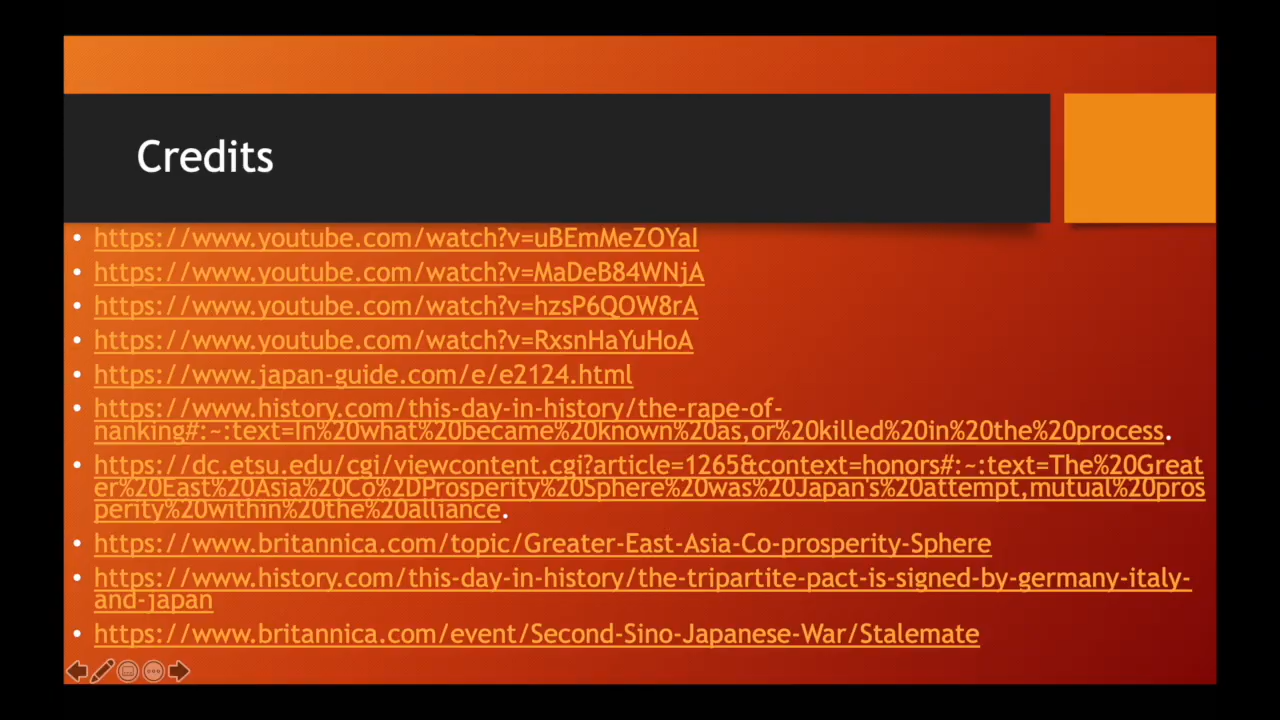 Credits
• https://www.youtube.com/watch?v=uBEmMeZOYaI
• https://www.youtube.com/watch?v=MaDeB84WNjA
• https://www.youtube.com/watch?v=hzsP6QOW8rA
• https://www.youtube.com/watch?v=RxsnHaYuHoA
• https://www.japan-guide.com/e/e2124.html
• https://www.history.com/this-day-in-history/the-rape-of-
nanking#:~:text=In%20what%20became%20known%20as,or%20killed%20in%20the%20process.
• https://dc.etsu.edu/cgi/viewcontent.cgi?article=1265&context=honors#:~:text=The%20Great
er%20East%20Asia%20Co%2DProsperity%20Sphere%20was%20Japan's%20attempt,mutual%20pros
perity%20within%20the%20alliance.
• https://www.britannica.com/topic/Greater-East-Asia-Co-prosperity-Sphere
• https://www.history.com/this-day-in-history/the-tripartite-pact-is-signed-by-germany-italy-
and-japan
• https://www.britannica.com/event/Second-Sino-Japanese-War/Stalemate